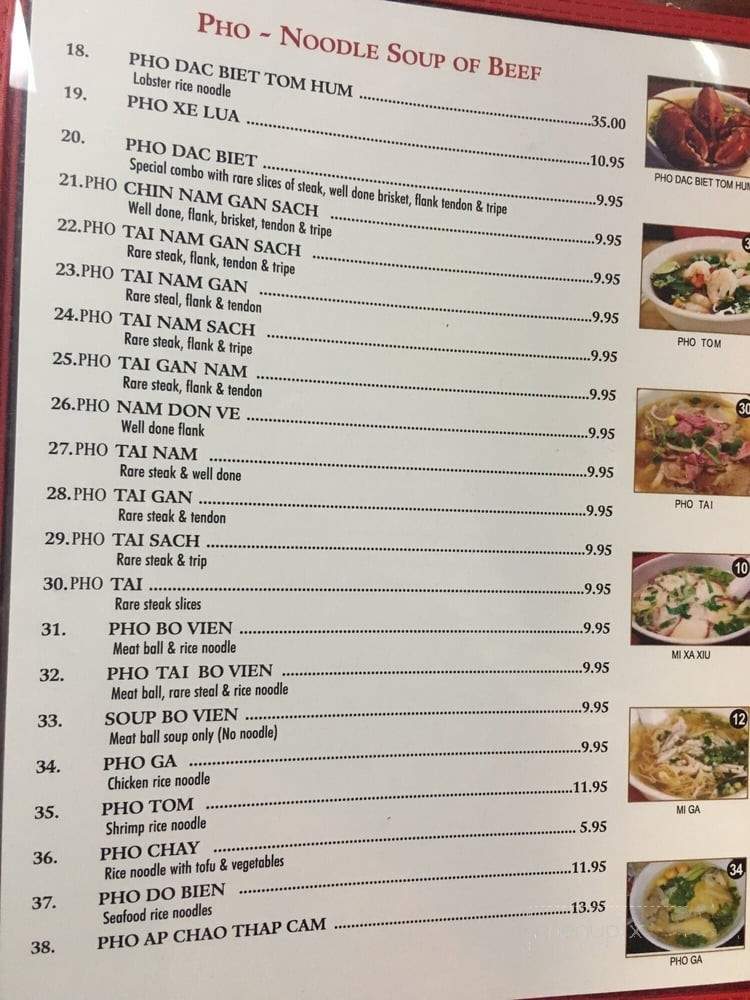 PHO - NOODLE SOUP OF BEEF
18. PHO DAC BIET TOM HUM ........35.00
Lobster rice noodle
19. PHO XE LUA ........10.95
20. PHO DAC BIET ........9.95
Special combo with rare slices of steak, well done brisket, flank tendon & tripe
21.PHO CHIN NAM GAN SACH ........9.95
Well done, flank, brisket, tendon & tripe
22.PHO TAI NAM GAN SACH ........9.95
Rare steak, flank, tendon & tripe
23.PHO TAI NAM GAN ........9.95
Rare steal, flank & tendon
24.PHO TAI NAM SACH ........9.95
Rare steak, flank & tripe
25.PHO TAI GAN NAM ........9.95
Rare steak, flank & tendon
26.PHO NAM DON VE ........9.95
Well done flank
27.PHO TAI NAM ........9.95
Rare steak & well done
28.PHO TAI GAN ........9.95
Rare steak & tendon
29.PHO TAI SACH ........9.95
Rare steak & trip
30.PHO TAI ........9.95
Rare steak slices
31. PHO BO VIEN ........9.95
Meat ball & rice noodle
32. PHO TAI BO VIEN ........9.95
Meat ball, rare steal & rice noodle
33. SOUP BO VIEN ........9.95
Meat ball soup only (No noodle)
34. PHO GA ........9.95
Chicken rice noodle
35. PHO TOM ........11.95
Shrimp rice noodle
36. PHO CHAY ........5.95
Rice noodle with tofu & vegetables
37. PHO DO BIEN ........11.95
Seafood rice noodles
38. PHO AP CHAO THAP CAM ........13.95
PHO DAC BIET TOM HUM
3
PHO TOM
30
PHO TAI
10
MI XA XIU
12
MI GA
34
PHO GA